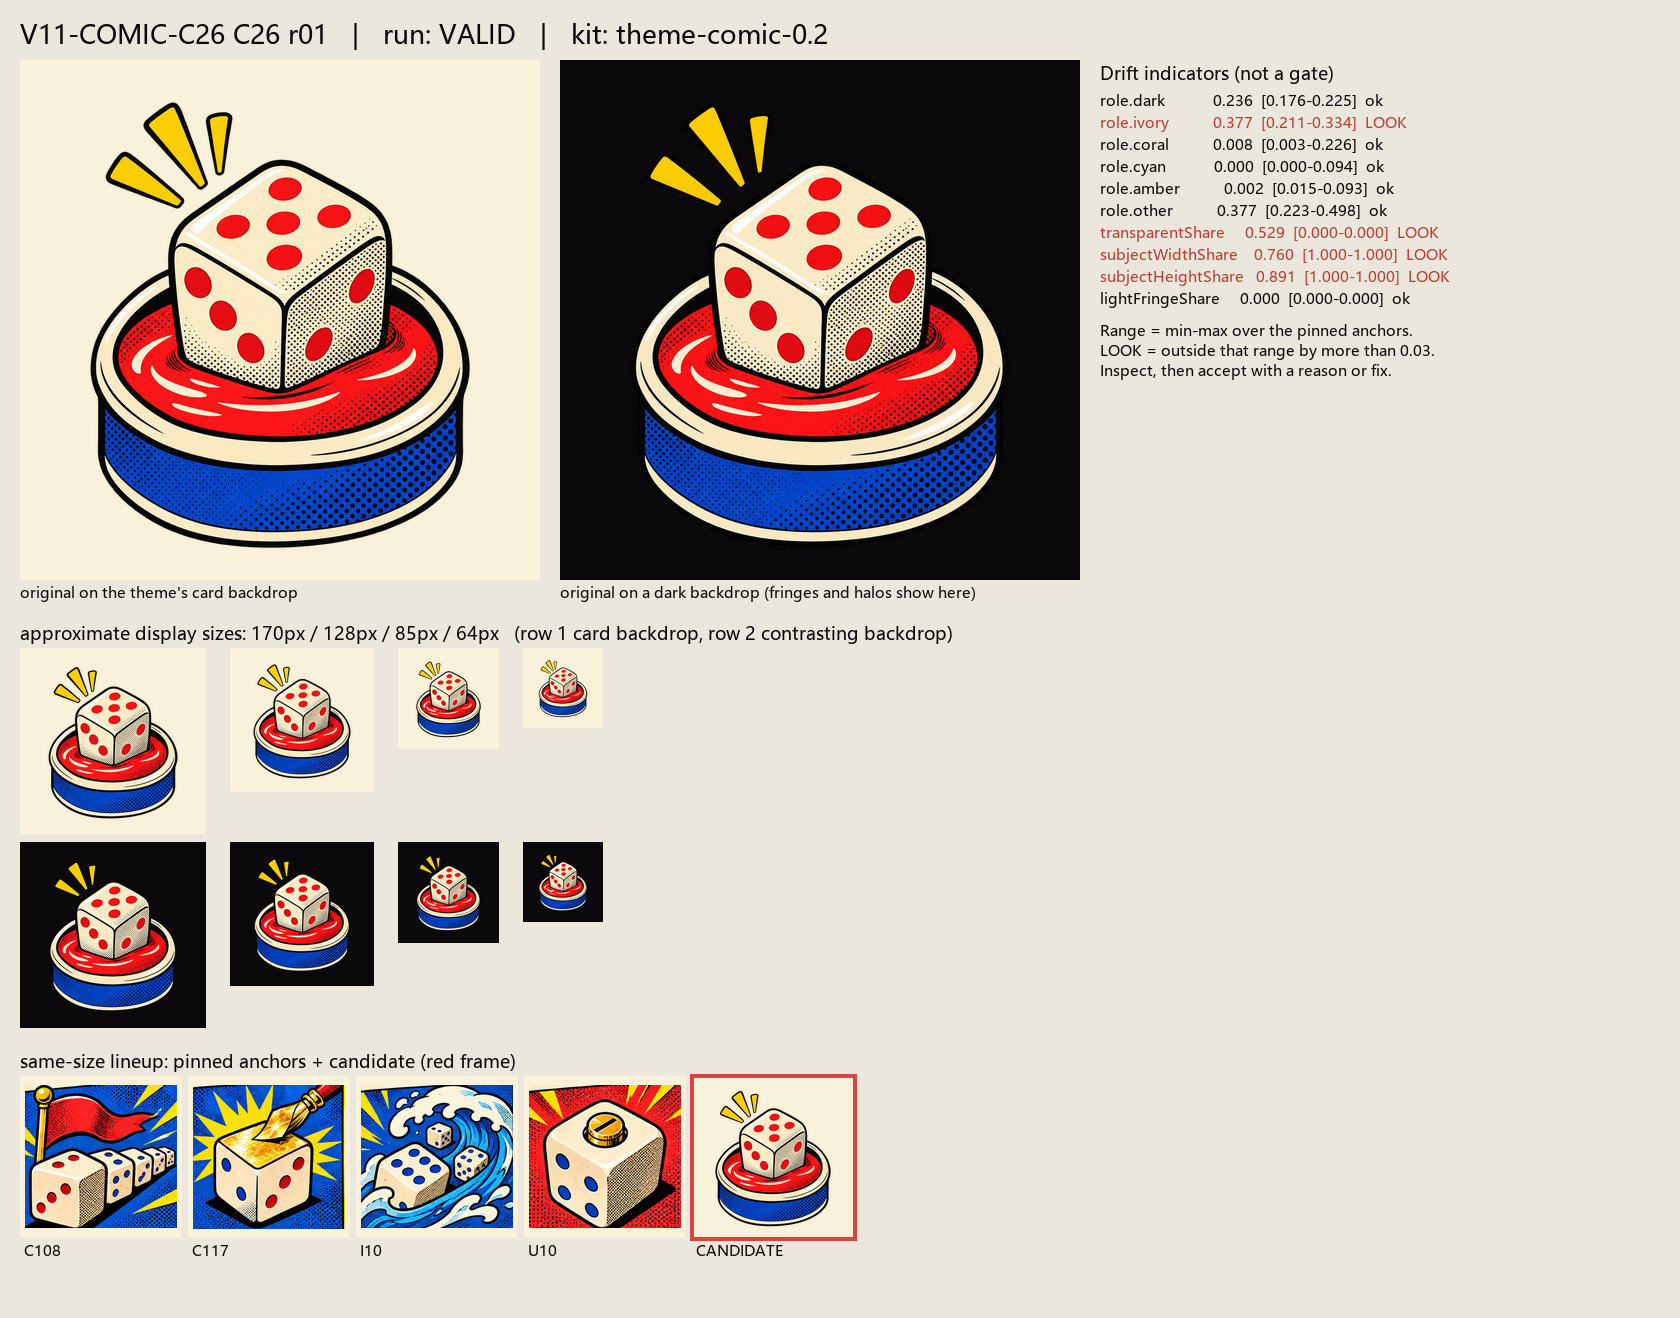 V11-COMIC-C26 C26 r01   |   run: VALID   |   kit: theme-comic-0.2
Drift indicators (not a gate)
role.dark 0.236 [0.176-0.225] ok
role.ivory 0.377 [0.211-0.334] LOOK
role.coral 0.008 [0.003-0.226] ok
role.cyan 0.000 [0.000-0.094] ok
role.amber 0.002 [0.015-0.093] ok
role.other 0.377 [0.223-0.498] ok
transparentShare 0.529 [0.000-0.000] LOOK
subjectWidthShare 0.760 [1.000-1.000] LOOK
subjectHeightShare 0.891 [1.000-1.000] LOOK
lightFringeShare 0.000 [0.000-0.000] ok
Range = min-max over the pinned anchors.
LOOK = outside that range by more than 0.03.
Inspect, then accept with a reason or fix.
original on the theme's card backdrop
original on a dark backdrop (fringes and halos show here)
approximate display sizes: 170px / 128px / 85px / 64px   (row 1 card backdrop, row 2 contrasting backdrop)
same-size lineup: pinned anchors + candidate (red frame)
C108
C117
I10
U10
CANDIDATE